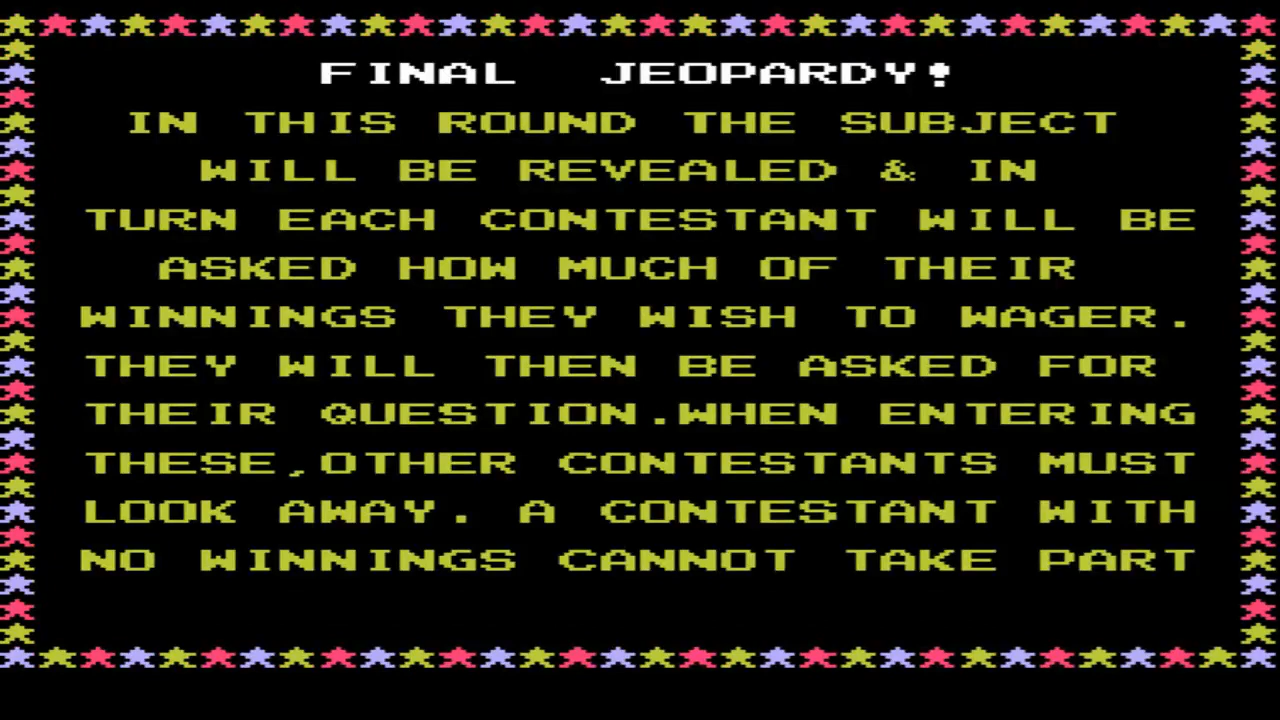 FINAL JEOPARDY!
IN THIS ROUND THE SUBJECT
WILL BE REVEALED & IN
TURN EACH CONTESTANT WILL BE
ASKED HOW MUCH OF THEIR
WINNINGS THEY WISH TO WAGER.
THEY WILL THEN BE ASKED FOR
THEIR QUESTION.WHEN ENTERING
THESE,OTHER CONTESTANTS MUST
LOOK AWAY. A CONTESTANT WITH
NO WINNINGS CANNOT TAKE PART